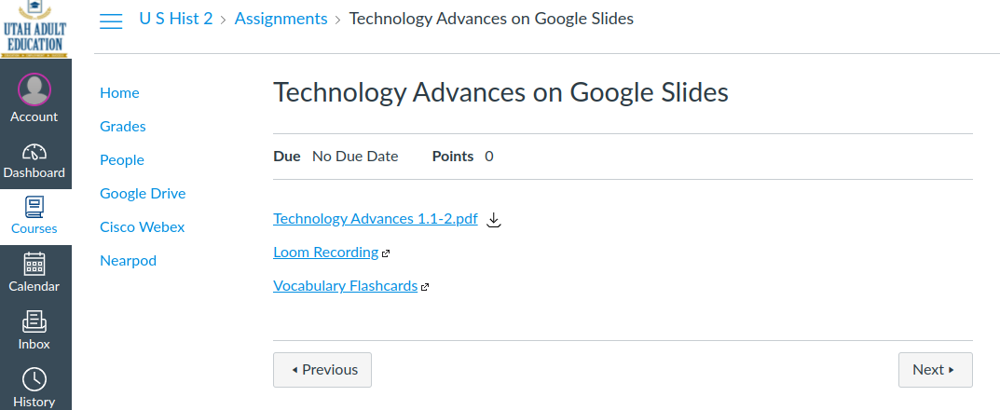 UTAH ADULT
EDUCATION
Account
Dashboard
Courses
Calendar
Inbox
History
U S Hist 2 > Assignments > Technology Advances on Google Slides
Home
Grades
People
Google Drive
Cisco Webex
Nearpod
Technology Advances on Google Slides
Due No Due Date Points 0
Technology Advances 1.1-2.pdf
Loom Recording
Vocabulary Flashcards
Previous
Next